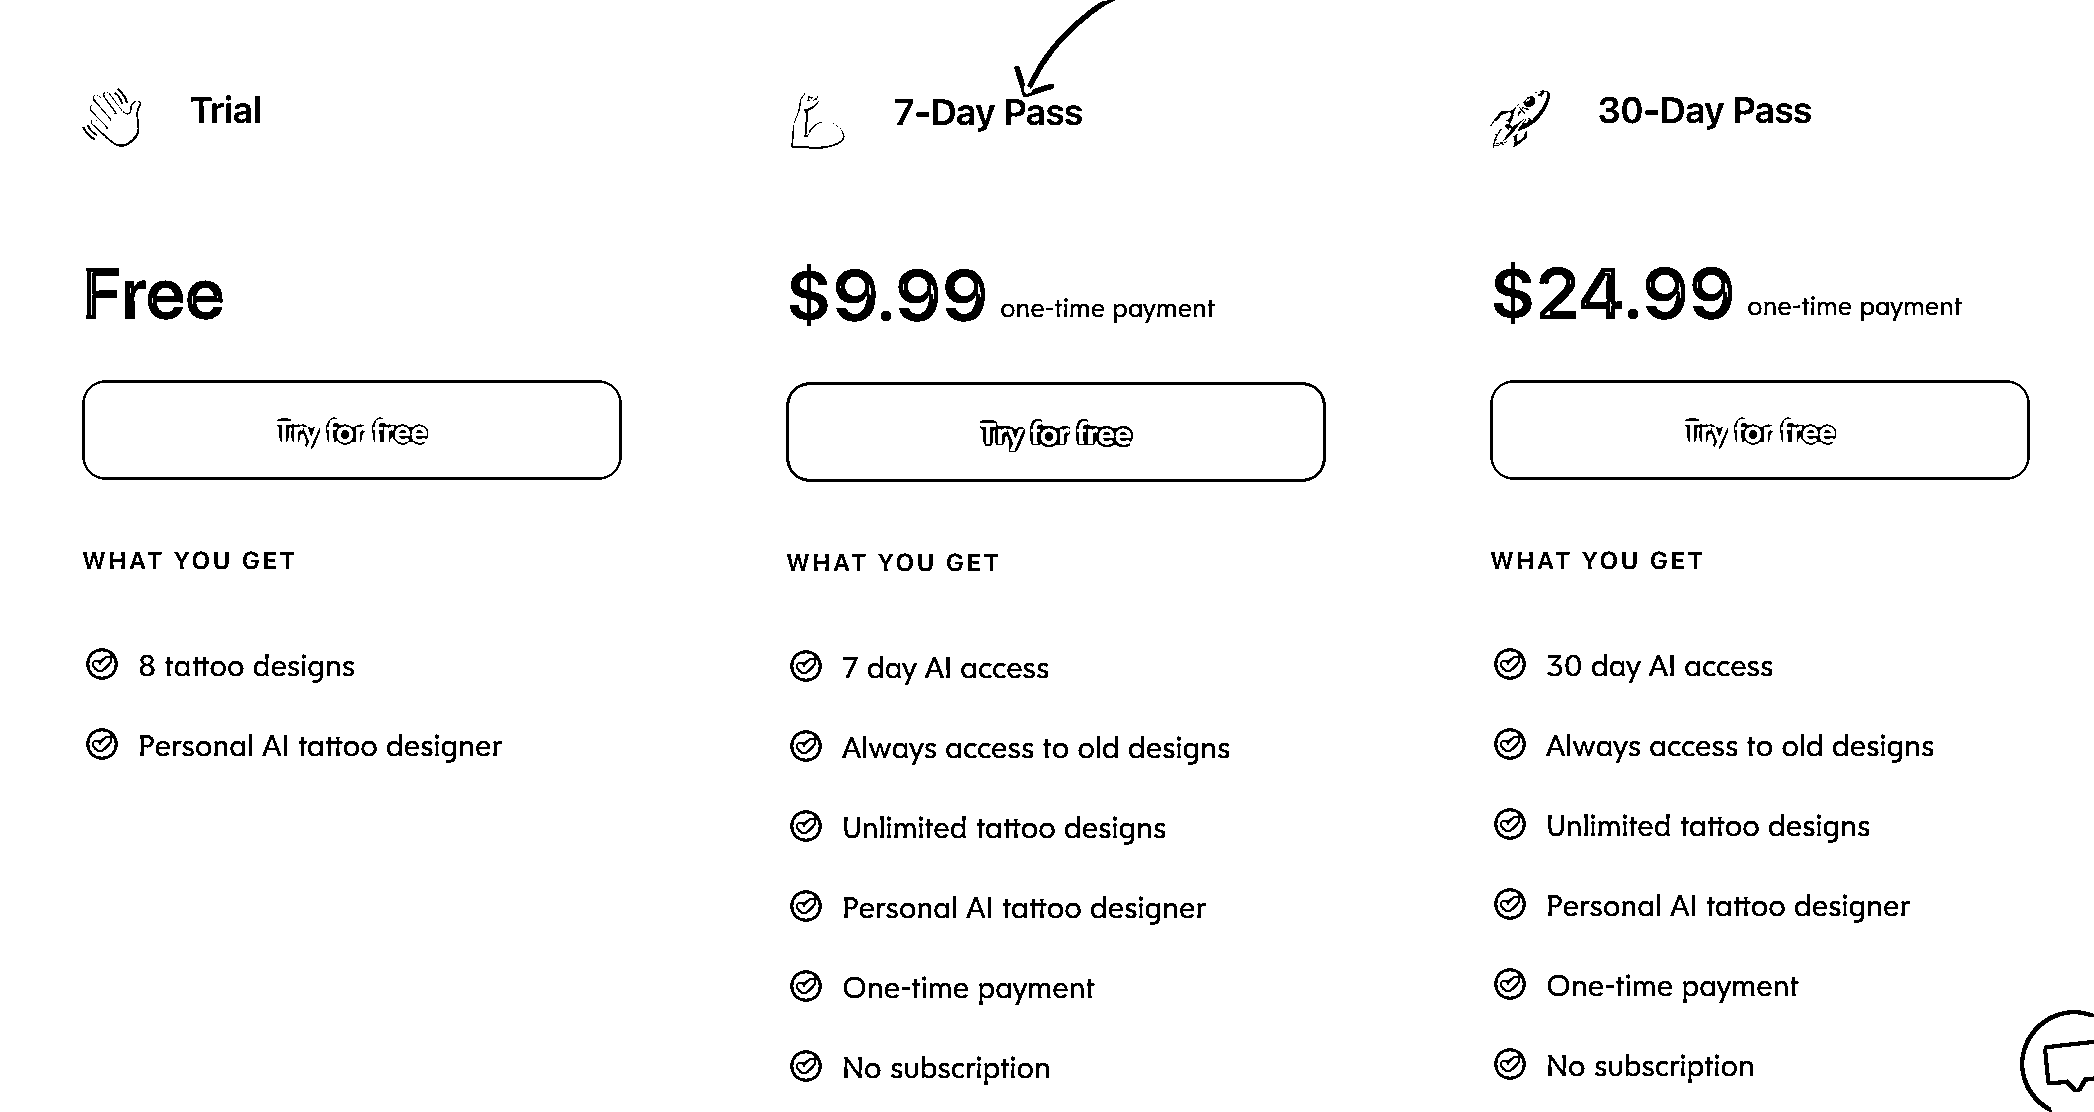 Trial
Free
Try for free
WHAT YOU GET
8 tattoo designs
Personal AI tattoo designer
7-Day Pass
$9.99 one-time payment
Try for free
WHAT YOU GET
7 day AI access
Always access to old designs
Unlimited tattoo designs
Personal AI tattoo designer
One-time payment
No subscription
30-Day Pass
$24.99 one-time payment
Try for free
WHAT YOU GET
30 day AI access
Always access to old designs
Unlimited tattoo designs
Personal AI tattoo designer
One-time payment
No subscription